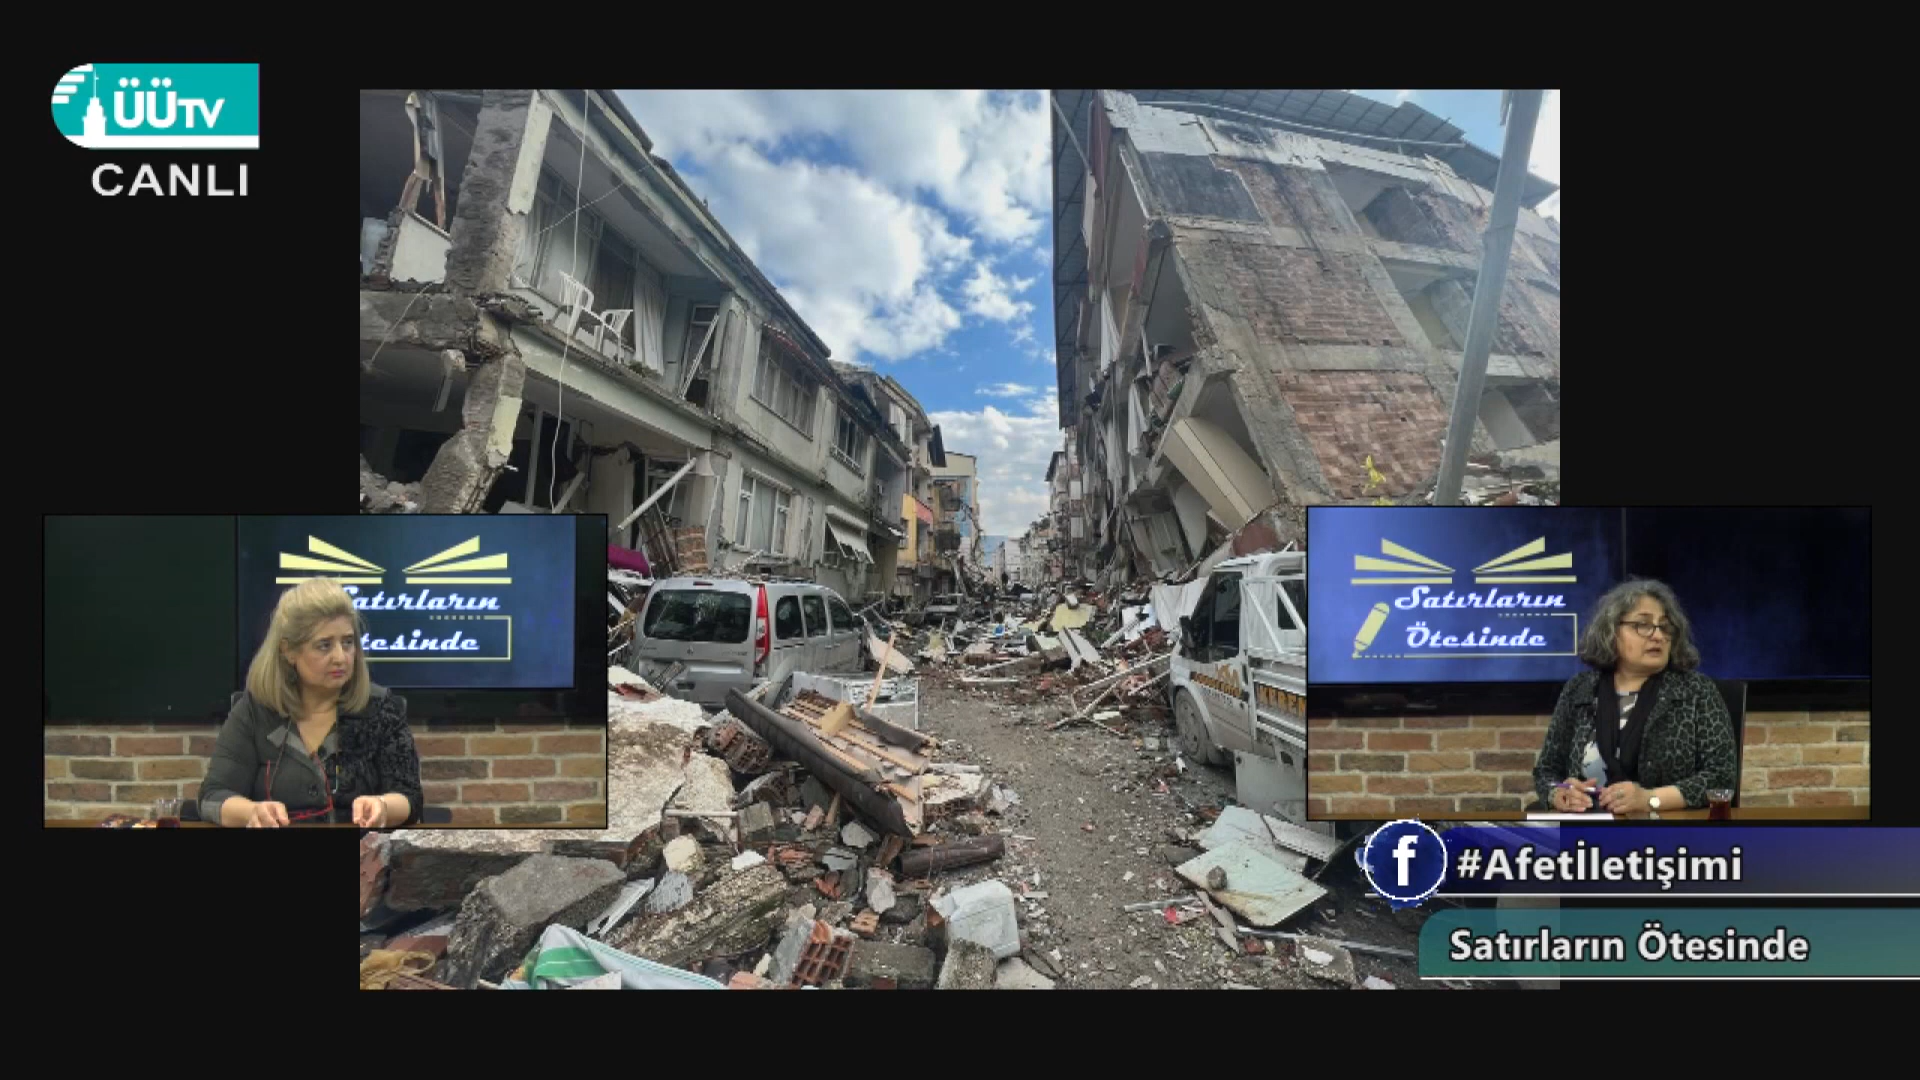 ÜÜTV
CANLI
Satırların
Ötesinde
Satırların
Ötesinde
#Afetİletişimi
Satırların Ötesinde